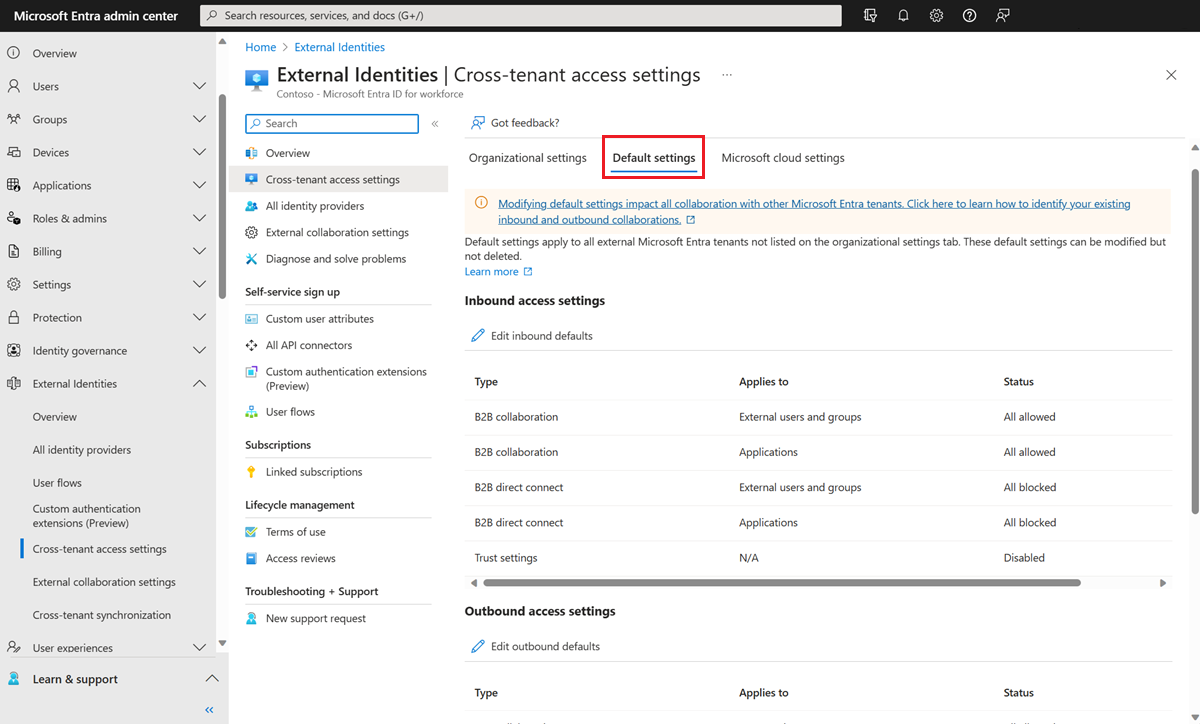 Microsoft Entra admin center
Search resources, services, and docs (G+/)
Overview
Users
Groups
Devices
Applications
Roles & admins
Billing
Settings
Protection
Identity governance
External Identities
Overview
All identity providers
User flows
Custom authentication
extensions (Preview)
Cross-tenant access settings
External collaboration settings
Cross-tenant synchronization
User experiences
Learn & support
Home > External Identities
External Identities | Cross-tenant access settings ...
Contoso - Microsoft Entra ID for workforce
Search
Overview
Cross-tenant access settings
All identity providers
External collaboration settings
Diagnose and solve problems
Self-service sign up
Custom user attributes
All API connectors
Custom authentication extensions
(Preview)
User flows
Subscriptions
Linked subscriptions
Lifecycle management
Terms of use
Access reviews
Troubleshooting + Support
New support request
Got feedback?
Organizational settings Default settings Microsoft cloud settings
Modifying default settings impact all collaboration with other Microsoft Entra tenants. Click here to learn how to identify your existing
inbound and outbound collaborations.
Default settings apply to all external Microsoft Entra tenants not listed on the organizational settings tab. These default settings can be modified but
not deleted.
Learn more
Inbound access settings
Edit inbound defaults
Type Applies to Status
B2B collaboration External users and groups All allowed
B2B collaboration Applications All allowed
B2B direct connect External users and groups All blocked
B2B direct connect Applications All blocked
Trust settings N/A Disabled
Outbound access settings
Edit outbound defaults
Type Applies to Status